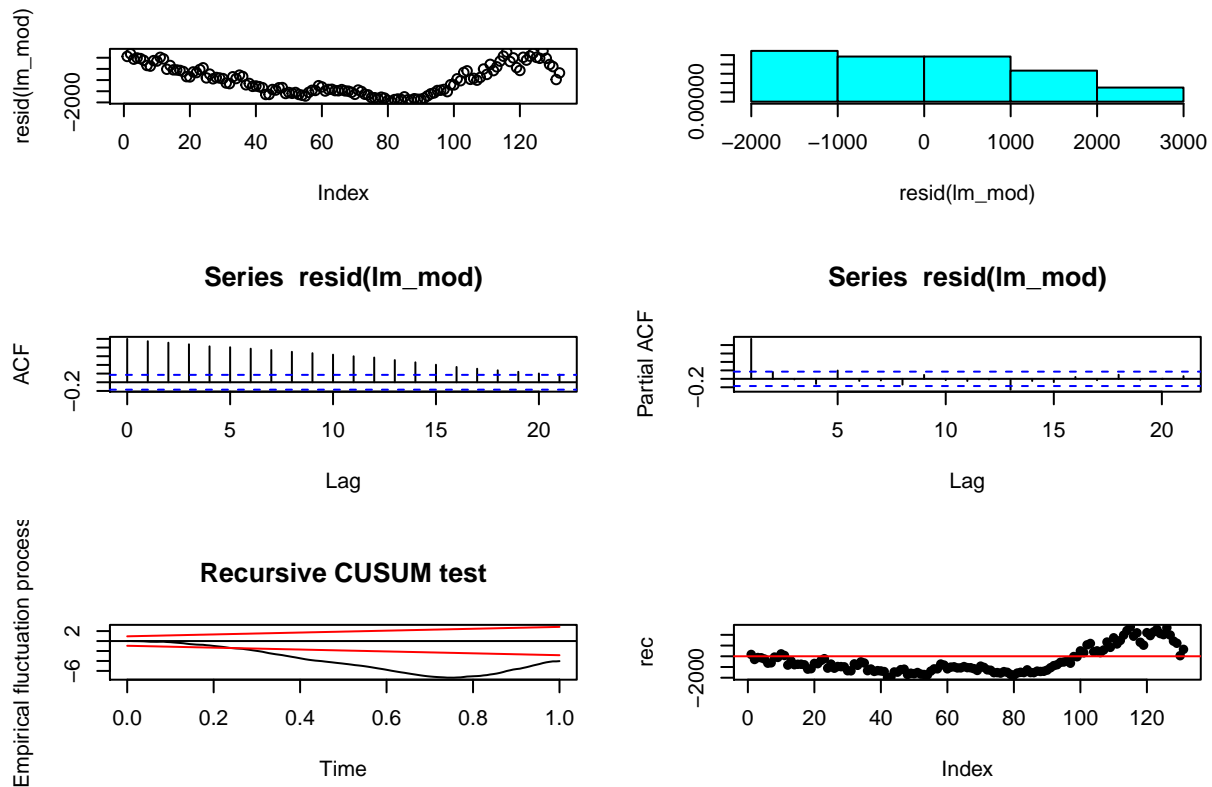 resid(lm_mod)
−2000
0 20 40 60 80 100 120
Index
0.00000
−2000 −1000 0 1000 2000 3000
resid(lm_mod)
Series resid(lm_mod)
ACF
−0.2
0 5 10 15 20
Lag
Series resid(lm_mod)
Partial ACF
−0.2
5 10 15 20
Lag
Recursive CUSUM test
Empirical fluctuation process
2
−6
0.0 0.2 0.4 0.6 0.8 1.0
Time
rec
−2000
0 20 40 60 80 100 120
Index